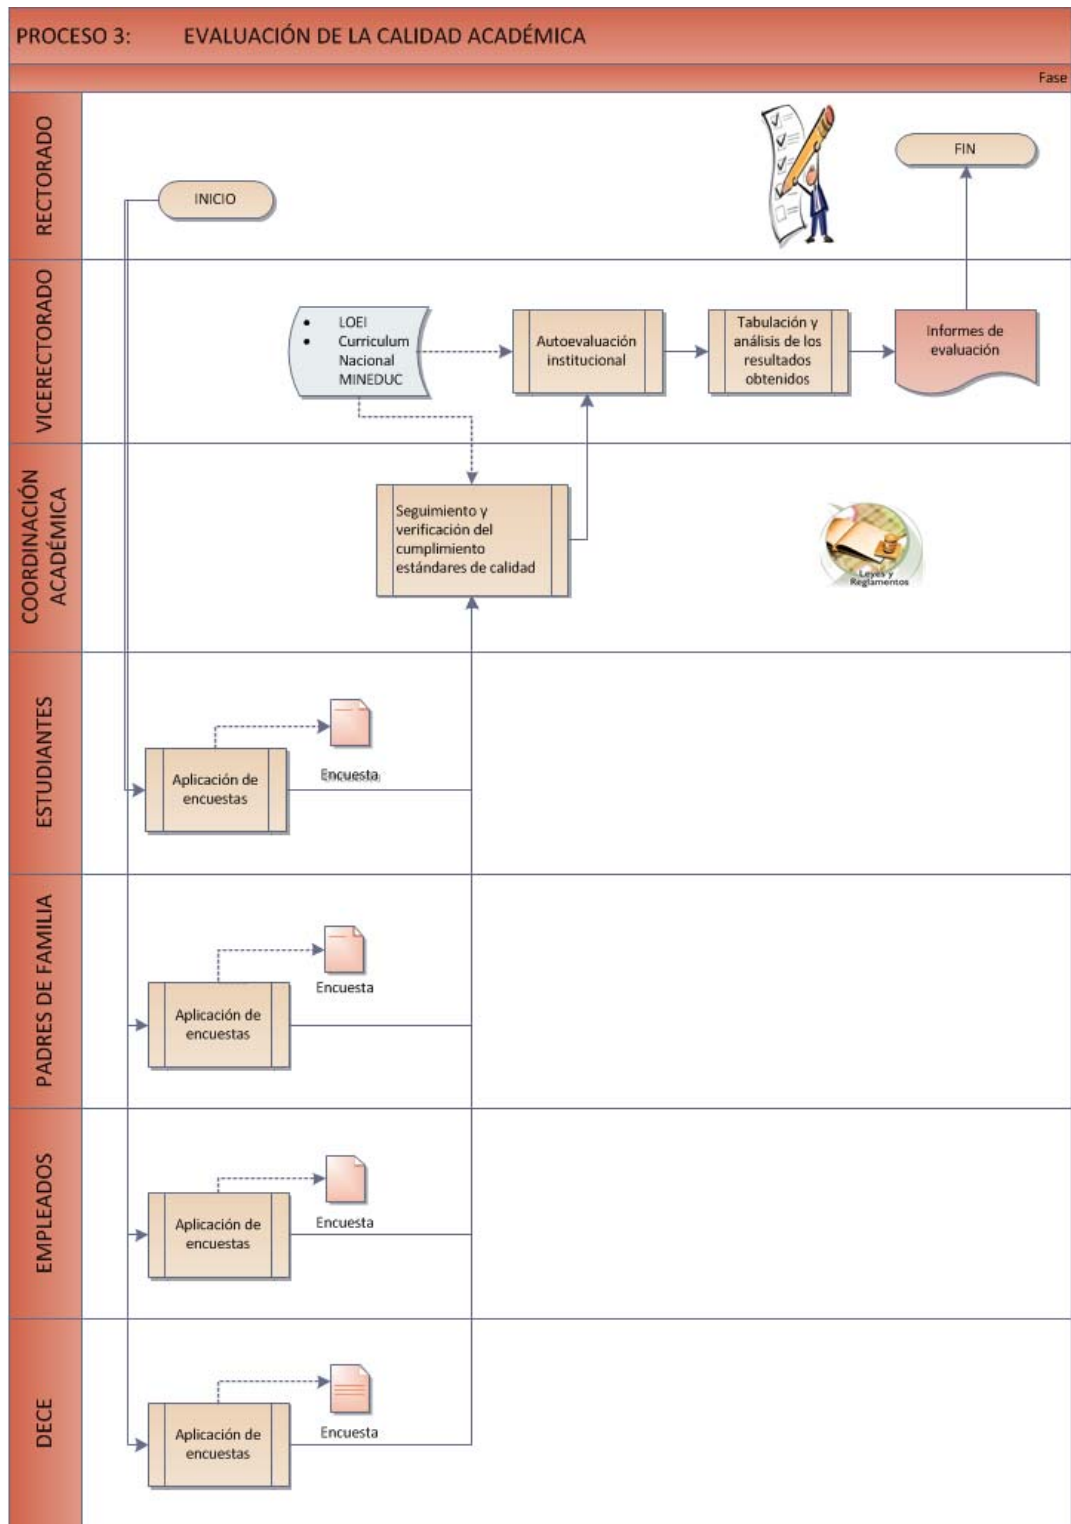 PROCESO 3: EVALUACIÓN DE LA CALIDAD ACADÉMICA
Fase
RECTORADO
INICIO
FIN
VICERECTORADO
• LOEI
• Curriculum
Nacional
MINEDUC
Autoevaluación
institucional
Tabulación y
análisis de los
resultados
obtenidos
Informes de
evaluación
COORDINACIÓN
ACADÉMICA
Seguimiento y
verificación del
cumplimiento
estándares de calidad
Leyes y
Reglamentos
ESTUDIANTES
Aplicación de
encuestas
Encuesta
PADRES DE FAMILIA
Aplicación de
encuestas
Encuesta
EMPLEADOS
Aplicación de
encuestas
Encuesta
DECE
Aplicación de
encuestas
Encuesta